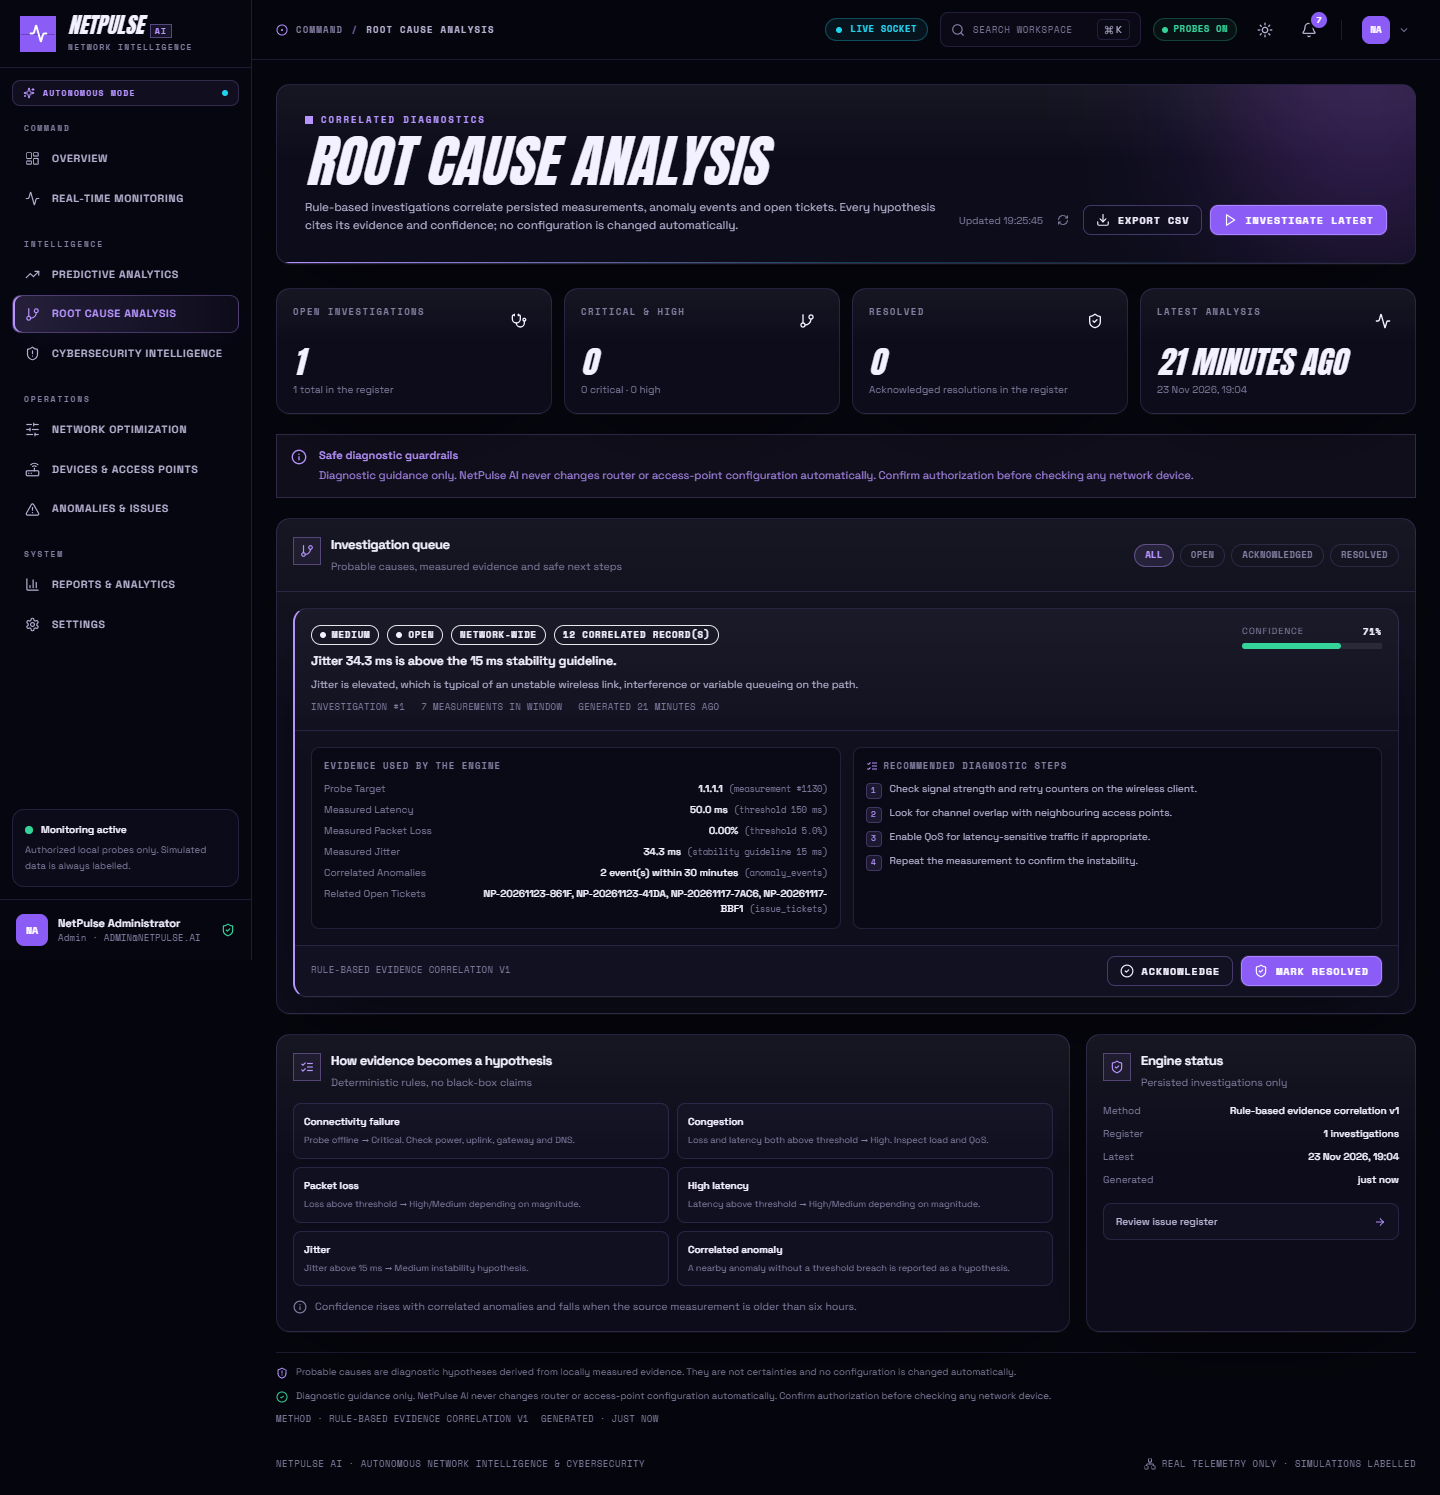 NETPULSE AI
NETWORK INTELLIGENCE
AUTONOMOUS MODE
COMMAND
OVERVIEW
REAL-TIME MONITORING
INTELLIGENCE
PREDICTIVE ANALYTICS
ROOT CAUSE ANALYSIS
CYBERSECURITY INTELLIGENCE
OPERATIONS
NETWORK OPTIMIZATION
DEVICES & ACCESS POINTS
ANOMALIES & ISSUES
SYSTEM
REPORTS & ANALYTICS
SETTINGS
Monitoring active
Authorized local probes only. Simulated
data is always labelled.
NA
NetPulse Administrator
Admin · ADMIN@NETPULSE.AI
COMMAND / ROOT CAUSE ANALYSIS
LIVE SOCKET
SEARCH WORKSPACE
⌘K
PROBES ON
7
NA
CORRELATED DIAGNOSTICS
ROOT CAUSE ANALYSIS
Rule-based investigations correlate persisted measurements, anomaly events and open tickets. Every hypothesis
cites its evidence and confidence; no configuration is changed automatically.
Updated 19:25:45
EXPORT CSV
INVESTIGATE LATEST
OPEN INVESTIGATIONS
1
1 total in the register
CRITICAL & HIGH
0
0 critical · 0 high
RESOLVED
0
Acknowledged resolutions in the register
LATEST ANALYSIS
21 MINUTES AGO
23 Nov 2026, 19:04
Safe diagnostic guardrails
Diagnostic guidance only. NetPulse AI never changes router or access-point configuration automatically. Confirm authorization before checking any network device.
Investigation queue
Probable causes, measured evidence and safe next steps
ALL
OPEN
ACKNOWLEDGED
RESOLVED
MEDIUM
OPEN
NETWORK-WIDE
12 CORRELATED RECORD(S)
CONFIDENCE 71%
Jitter 34.3 ms is above the 15 ms stability guideline.
Jitter is elevated, which is typical of an unstable wireless link, interference or variable queueing on the path.
INVESTIGATION #1 7 MEASUREMENTS IN WINDOW GENERATED 21 MINUTES AGO
EVIDENCE USED BY THE ENGINE
Probe Target 1.1.1.1 (measurement #1130)
Measured Latency 50.0 ms (threshold 150 ms)
Measured Packet Loss 0.00% (threshold 5.0%)
Measured Jitter 34.3 ms (stability guideline 15 ms)
Correlated Anomalies 2 event(s) within 30 minutes (anomaly_events)
Related Open Tickets NP-20261123-861F, NP-20261123-41DA, NP-20261117-7AC6, NP-20261117-
BBF1 (issue_tickets)
RECOMMENDED DIAGNOSTIC STEPS
1 Check signal strength and retry counters on the wireless client.
2 Look for channel overlap with neighbouring access points.
3 Enable QoS for latency-sensitive traffic if appropriate.
4 Repeat the measurement to confirm the instability.
RULE-BASED EVIDENCE CORRELATION V1
ACKNOWLEDGE
MARK RESOLVED
How evidence becomes a hypothesis
Deterministic rules, no black-box claims
Connectivity failure
Probe offline → Critical. Check power, uplink, gateway and DNS.
Congestion
Loss and latency both above threshold → High. Inspect load and QoS.
Packet loss
Loss above threshold → High/Medium depending on magnitude.
High latency
Latency above threshold → High/Medium depending on magnitude.
Jitter
Jitter above 15 ms → Medium instability hypothesis.
Correlated anomaly
A nearby anomaly without a threshold breach is reported as a hypothesis.
Confidence rises with correlated anomalies and falls when the source measurement is older than six hours.
Engine status
Persisted investigations only
Method Rule-based evidence correlation v1
Register 1 investigations
Latest 23 Nov 2026, 19:04
Generated just now
Review issue register →
Probable causes are diagnostic hypotheses derived from locally measured evidence. They are not certainties and no configuration is changed automatically.
Diagnostic guidance only. NetPulse AI never changes router or access-point configuration automatically. Confirm authorization before checking any network device.
METHOD · RULE-BASED EVIDENCE CORRELATION V1 GENERATED · JUST NOW
NETPULSE AI · AUTONOMOUS NETWORK INTELLIGENCE & CYBERSECURITY
REAL TELEMETRY ONLY · SIMULATIONS LABELLED